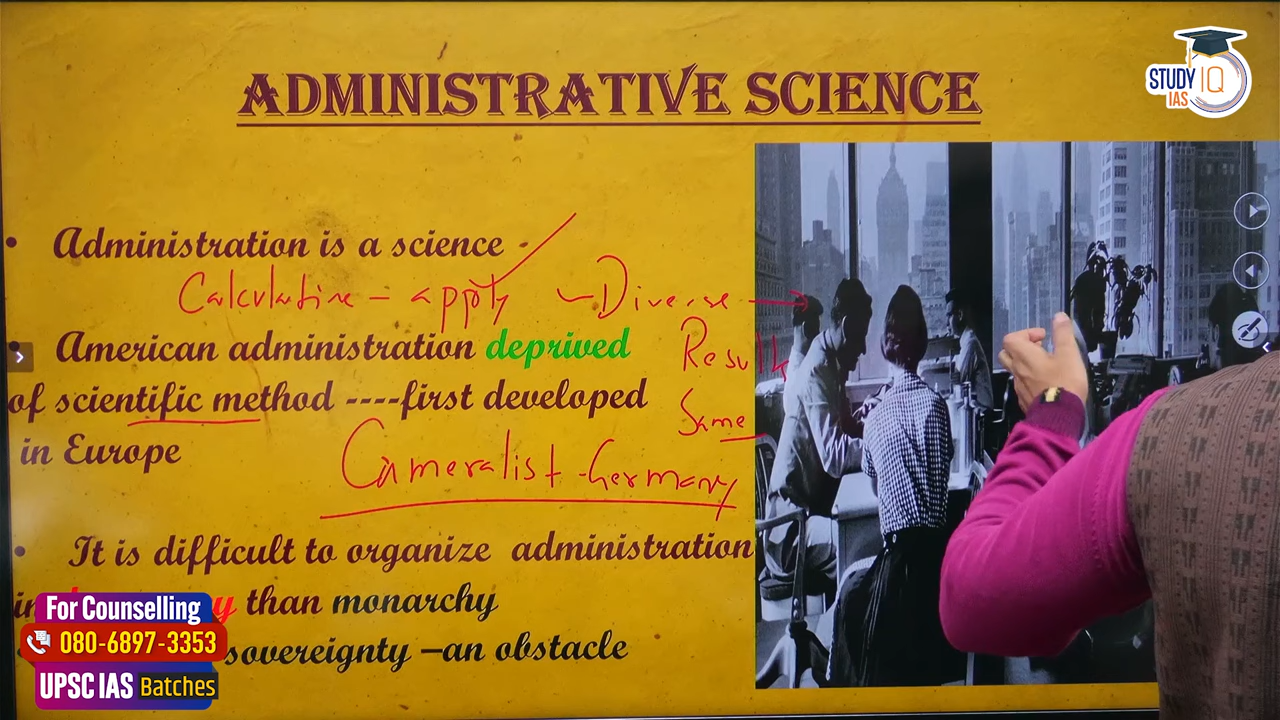 STUDY IQ
IAS
ADMINISTRATIVE SCIENCE
• Administration is a science
Calculative - apply - Diverse
Result
Same
• American administration deprived
of scientific method ----first developed
in Europe
Cameralist - Germany
• It is difficult to organize administration
in than monarchy
sovereignty –an obstacle
For Counselling
080-6897-3353
UPSC IAS Batches